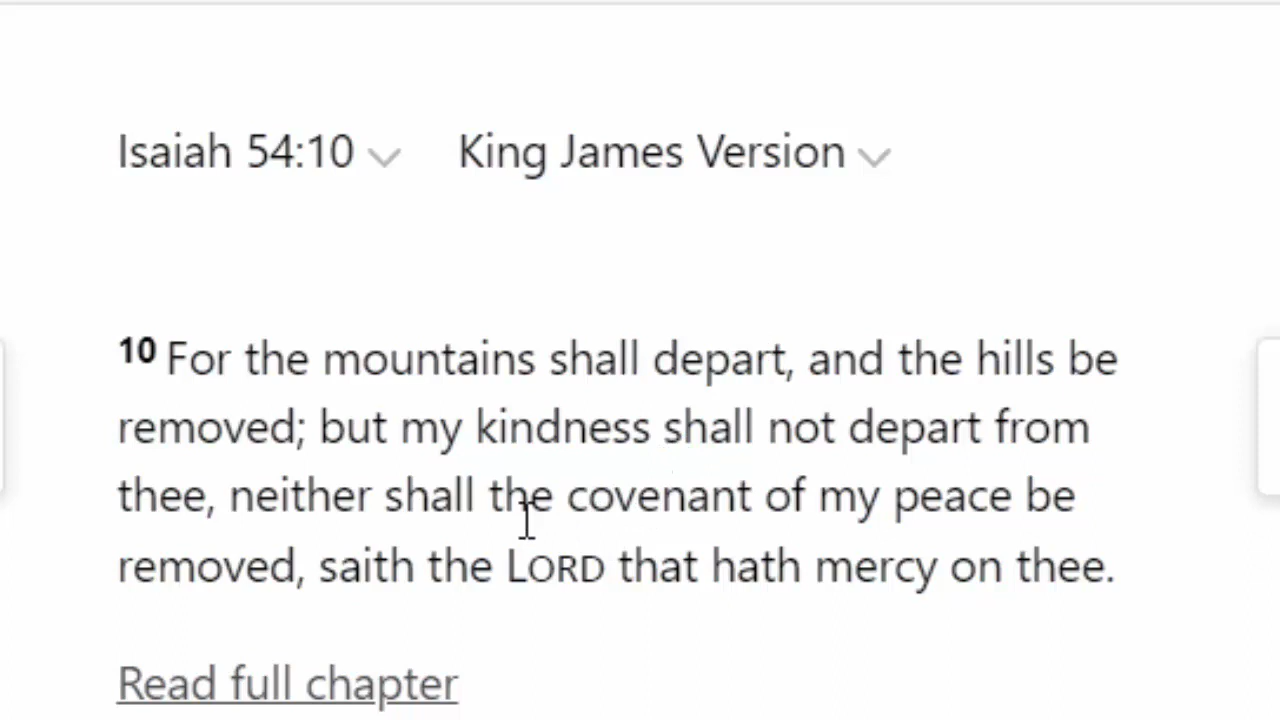 Isaiah 54:10 King James Version
10 For the mountains shall depart, and the hills be
removed; but my kindness shall not depart from
thee, neither shall the covenant of my peace be
removed, saith the LORD that hath mercy on thee.
Read full chapter